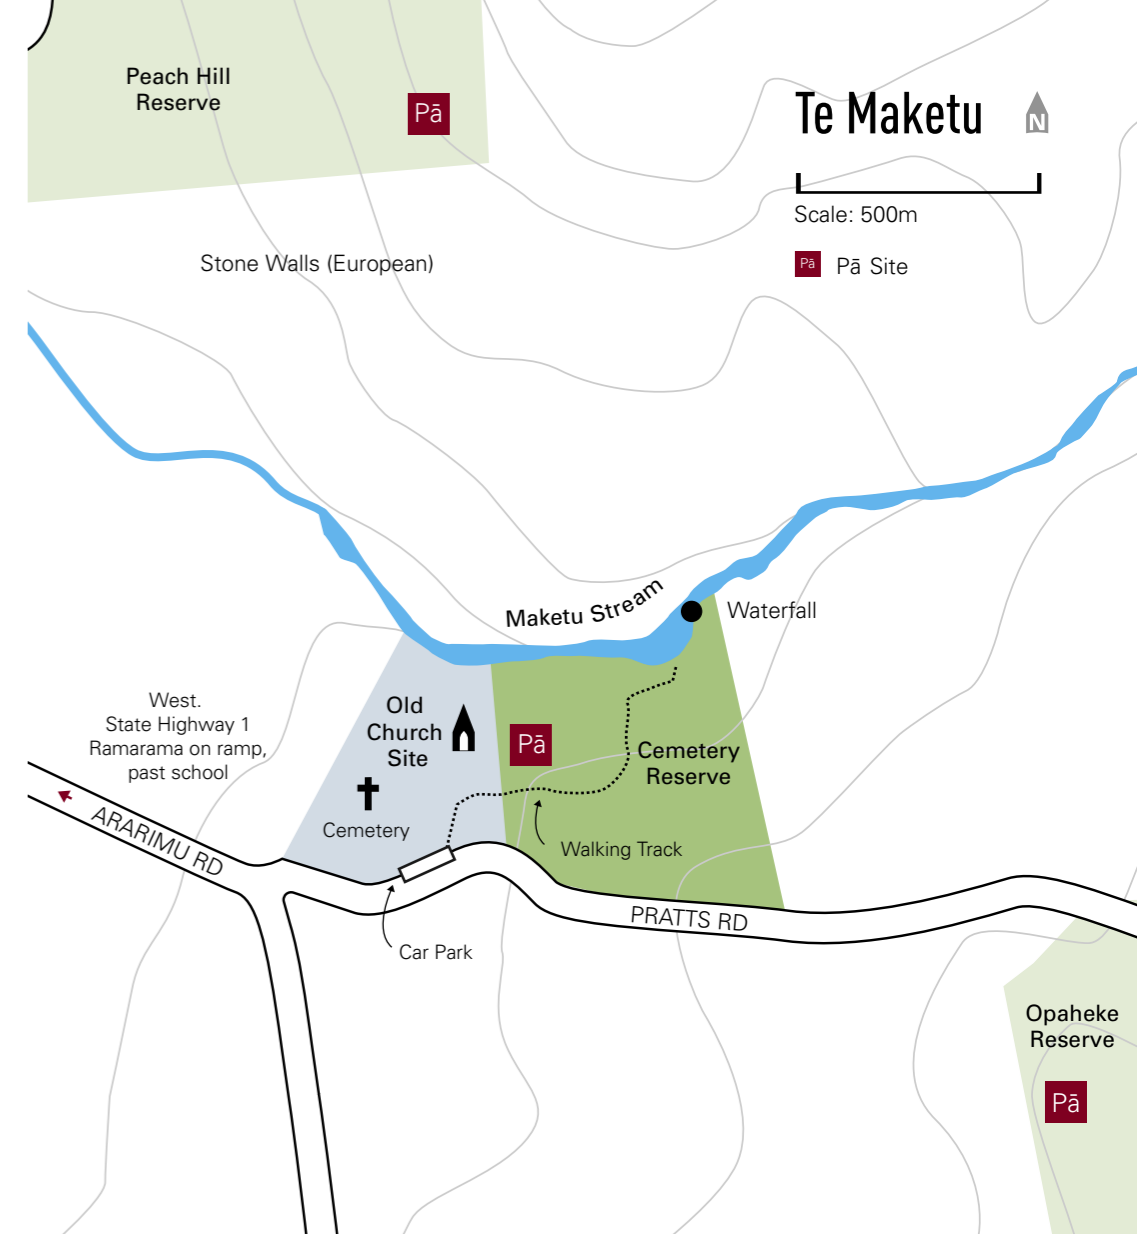 Peach Hill
Reserve
Pā
Te Maketu
N
Scale: 500m
Pā
Pā Site
Stone Walls (European)
Maketu Stream
Waterfall
West.
State Highway 1
Ramarama on ramp,
past school
Old
Church
Site
Pā
Cemetery
Reserve
Cemetery
Walking Track
ARARIMU RD
PRATTS RD
Car Park
Opaheke
Reserve
Pā